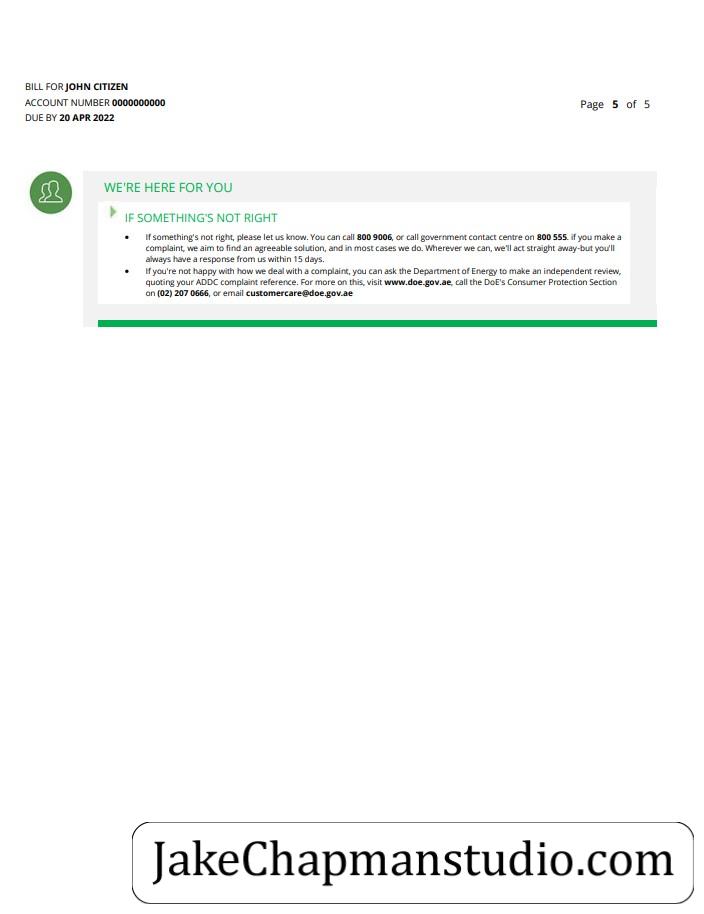 BILL FOR JOHN CITIZEN
ACCOUNT NUMBER 0000000000
DUE BY 20 APR 2022
Page 5 of 5
WE'RE HERE FOR YOU
IF SOMETHING'S NOT RIGHT
• If something's not right, please let us know. You can call 800 9006, or call government contact centre on 800 555. if you make a
complaint, we aim to find an agreeable solution, and in most cases we do. Wherever we can, we'll act straight away-but you'll
always have a response from us within 15 days.
• If you're not happy with how we deal with a complaint, you can ask the Department of Energy to make an independent review,
quoting your ADDC complaint reference. For more on this, visit www.doe.gov.ae, call the DoE's Consumer Protection Section
on (02) 207 0666, or email customercare@doe.gov.ae
JakeChapmanstudio.com